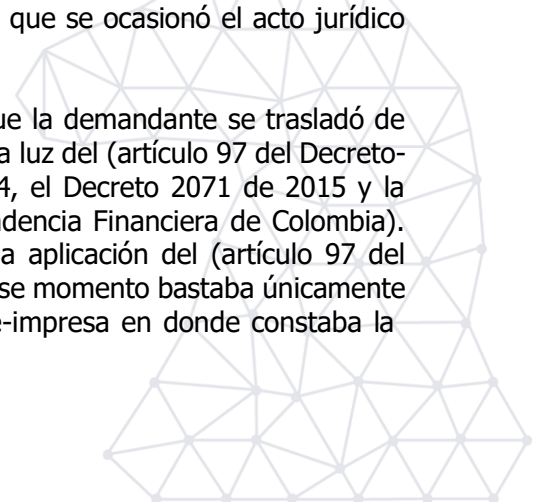 que se ocasionó el acto jurídico
ue la demandante se trasladó de
a luz del (artículo 97 del Decreto-
4, el Decreto 2071 de 2015 y la
dencia Financiera de Colombia).
a aplicación del (artículo 97 del
se momento bastaba únicamente
e-impresa en donde constaba la